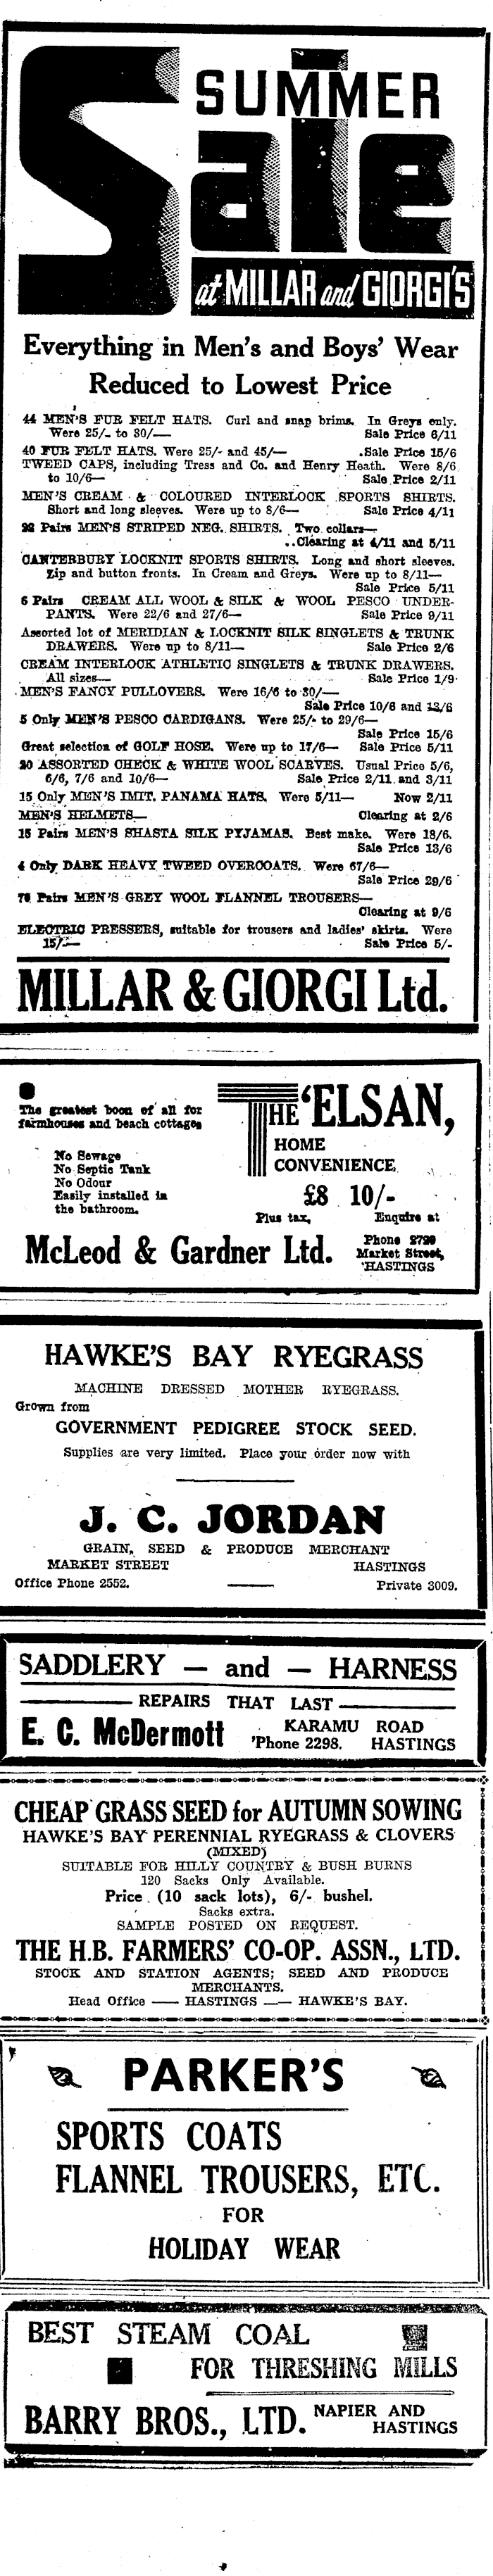 SUMMER
Sale
at MILLAR and GIORGI'S
Everything in Men's and Boys' Wear
Reduced to Lowest Price
44 MEN'S FUR FELT HATS. Curl and snap brims. In Greys only.
Were 25/- to 30/— Sale Price 6/11
40 FUR FELT HATS. Were 25/- and 45/— Sale Price 15/6
TWEED CAPS, including Tress and Co. and Henry Heath. Were 8/6
to 10/6— Sale Price 2/11
MEN'S CREAM & COLOURED INTERLOCK SPORTS SHIRTS.
Short and long sleeves. Were up to 8/6— Sale Price 4/11
Pairs MEN'S STRIPED NEG. SHIRTS. Two collars—
Clearing at 4/11 and 5/11
CANTERBURY LOCKNIT SPORTS SHIRTS. Long and short sleeves.
Zip and button fronts. In Cream and Greys. Were up to 8/11—
Sale Price 5/11
6 Pairs CREAM ALL WOOL & SILK & WOOL PESCO UNDER-
PANTS. Were 22/6 and 27/6— Sale Price 9/11
Assorted lot of MERIDIAN & LOCKNIT SILK SINGLETS & TRUNK
DRAWERS. Were up to 8/11— Sale Price 2/6
CREAM INTERLOCK ATHLETIC SINGLETS & TRUNK DRAWERS.
All sizes— Sale Price 1/9
MEN'S FANCY PULLOVERS. Were 16/6 to 30/—
Sale Price 10/6 and 13/6
5 Only MEN'S PESCO CARDIGANS. Were 25/- to 29/6—
Sale Price 15/6
Great selection of GOLF HOSE. Were up to 17/6— Sale Price 5/11
20 ASSORTED CHECK & WHITE WOOL SCARVES. Usual Price 5/6,
6/6, 7/6 and 10/6— Sale Price 2/11 and 3/11
15 Only MEN'S IMIT. PANAMA HATS. Were 5/11— Now 2/11
MEN'S HELMETS— Clearing at 2/6
15 Pairs MEN'S SHASTA SILK PYJAMAS. Best make. Were 18/6.
Sale Price 13/6
4 Only DARK HEAVY TWEED OVERCOATS. Were 67/6—
Sale Price 29/6
Pairs MEN'S GREY WOOL FLANNEL TROUSERS—
Clearing at 9/6
ELECTRIC PRESSERS, suitable for trousers and ladies' skirts. Were
15/— Sale Price 5/-
MILLAR & GIORGI Ltd.
The greatest boon of all for
farmhouses and beach cottages
THE 'ELSAN,
HOME
CONVENIENCE
No Sewage
No Septic Tank
No Odour
Easily installed in
the bathroom.
£8 10/-
Plus tax, Enquire at
McLeod & Gardner Ltd.
Phone 2729
Market Street,
HASTINGS
HAWKE'S BAY RYEGRASS
MACHINE DRESSED MOTHER RYEGRASS.
Grown from
GOVERNMENT PEDIGREE STOCK SEED.
Supplies are very limited. Place your order now with
J. C. JORDAN
GRAIN, SEED & PRODUCE MERCHANT
MARKET STREET HASTINGS
Office Phone 2552. Private 3009.
SADDLERY — and — HARNESS
REPAIRS THAT LAST
E. C. McDermott KARAMU ROAD
'Phone 2298. HASTINGS
CHEAP GRASS SEED for AUTUMN SOWING
HAWKE'S BAY PERENNIAL RYEGRASS & CLOVERS
(MIXED)
SUITABLE FOR HILLY COUNTRY & BUSH BURNS
120 Sacks Only Available.
Price (10 sack lots), 6/- bushel.
Sacks extra.
SAMPLE POSTED ON REQUEST.
THE H.B. FARMERS' CO-OP. ASSN., LTD.
STOCK AND STATION AGENTS; SEED AND PRODUCE
MERCHANTS.
Head Office —— HASTINGS —— HAWKE'S BAY.
PARKER'S
SPORTS COATS
FLANNEL TROUSERS, ETC.
FOR
HOLIDAY WEAR
BEST STEAM COAL
FOR THRESHING MILLS
BARRY BROS., LTD. NAPIER AND
HASTINGS